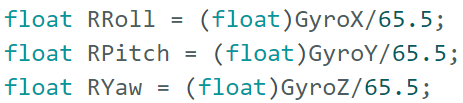 float RRoll = (float)GyroX/65.5;
float RPitch = (float)GyroY/65.5;
float RYaw = (float)GyroZ/65.5;